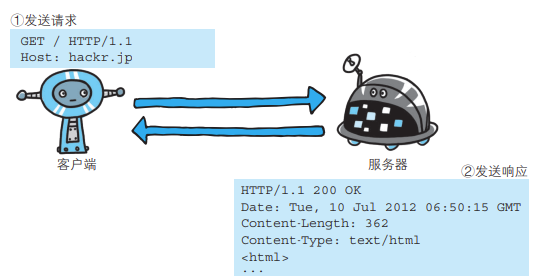 ①发送请求
GET / HTTP/1.1
Host: hackr.jp
客户端
服务器
②发送响应
HTTP/1.1 200 OK
Date: Tue, 10 Jul 2012 06:50:15 GMT
Content-Length: 362
Content-Type: text/html
<html>
...